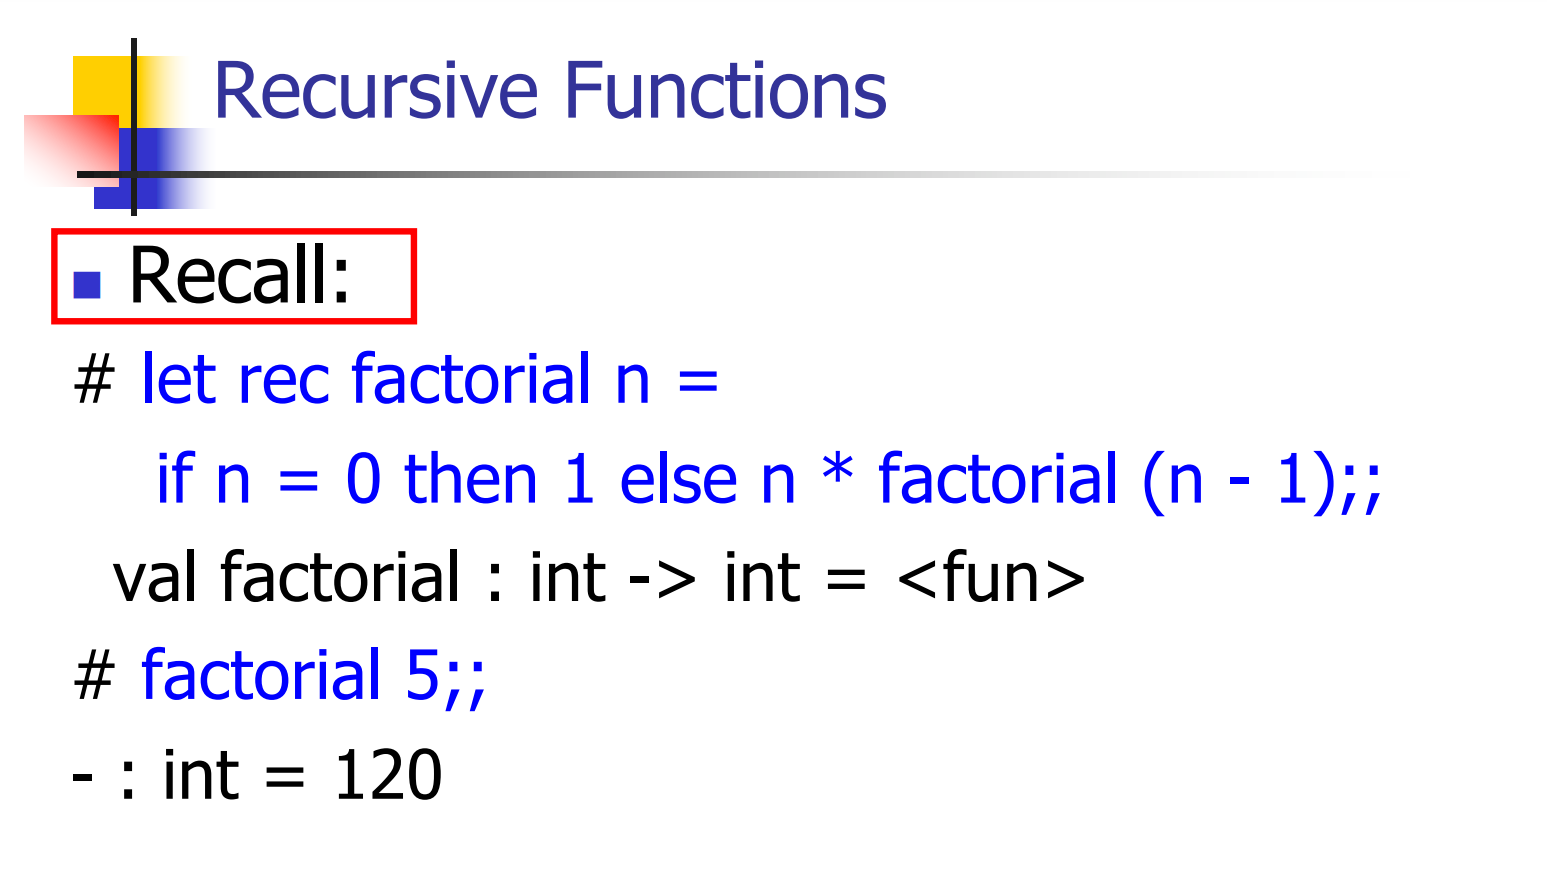 Recursive Functions
Recall:
# let rec factorial n =
if n = 0 then 1 else n * factorial (n - 1);;
val factorial : int -> int = <fun>
# factorial 5;;
- : int = 120